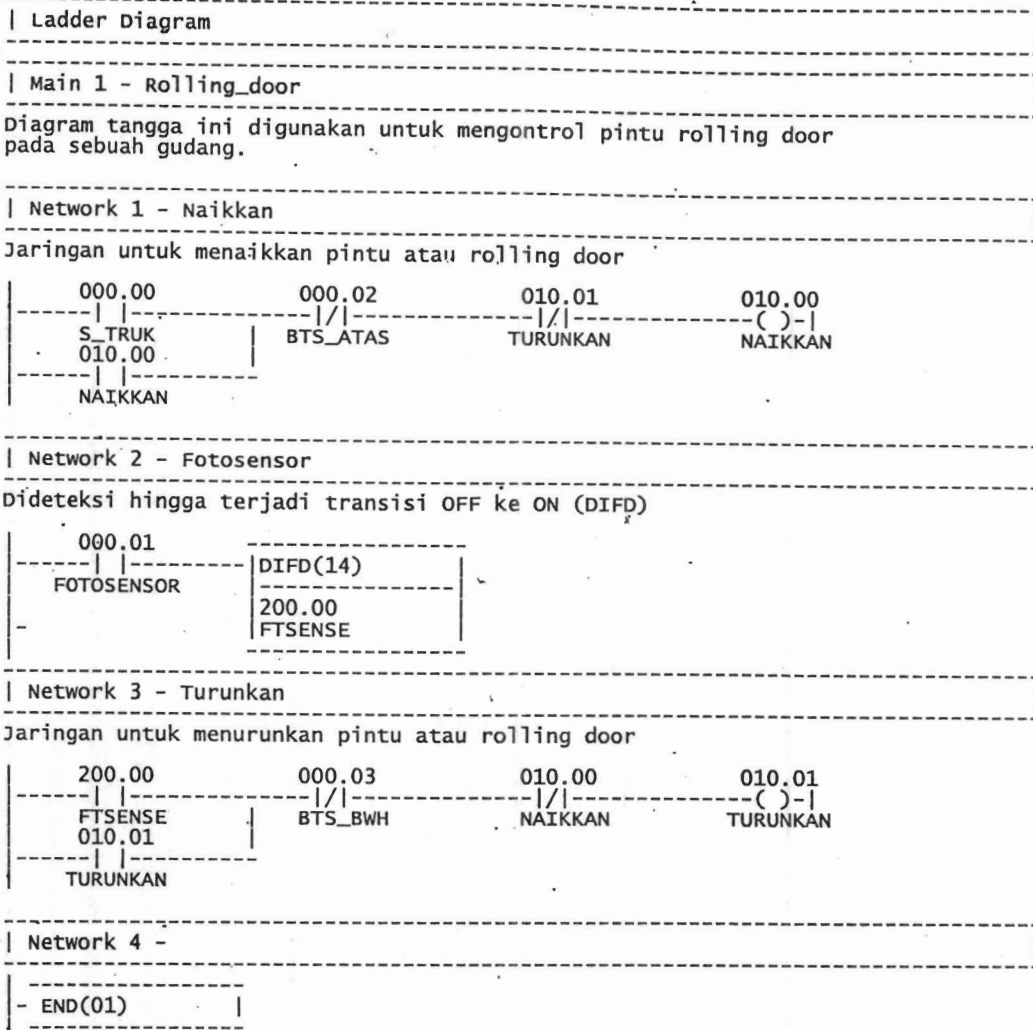 | Ladder Diagram
| Main 1 - Rolling_door
Diagram tangga ini digunakan untuk mengontrol pintu rolling door
pada sebuah gudang.
| Network 1 - Naikkan
Jaringan untuk menaikkan pintu atau rolling door
000.00 000.02 010.01 010.00
S_TRUK BTS_ATAS TURUNKAN NAIKKAN
010.00
NAIKKAN
| Network 2 - Fotosensor
Dideteksi hingga terjadi transisi OFF ke ON (DIFD)
000.01
DIFD(14)
FOTOSENSOR
200.00
FTSENSE
| Network 3 - Turunkan
Jaringan untuk menurunkan pintu atau rolling door
200.00 000.03 010.00 010.01
FTSENSE BTS_BWH NAIKKAN TURUNKAN
010.01
TURUNKAN
| Network 4 -
END(01)